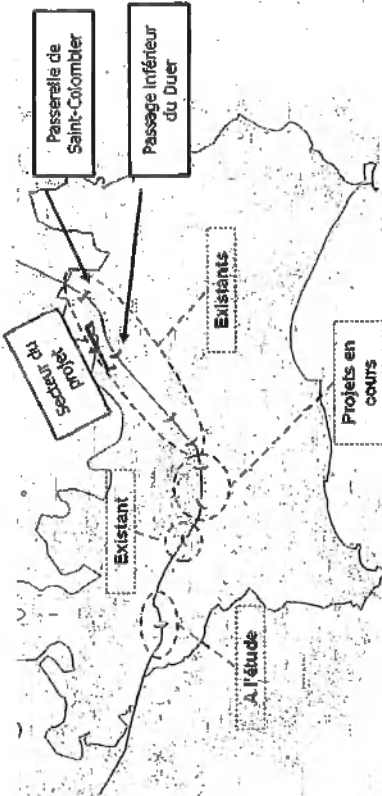 Passerelle de
Saint-Colombier
Passage inférieur
du Duer
Secteur du
projet
Existants
Existant
Projets en
cours
A l'étude